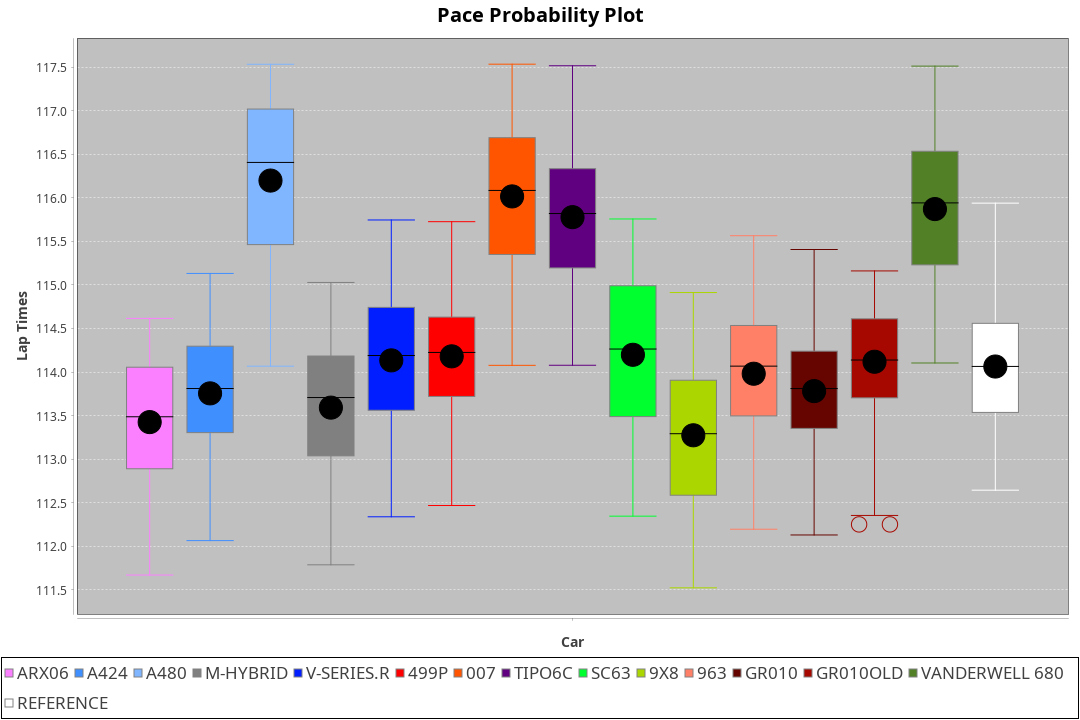 Pace Probability Plot
Lap Times
117.5
117.0
116.5
116.0
115.5
115.0
114.5
114.0
113.5
113.0
112.5
112.0
111.5
Car
ARX06 A424 A480 M-HYBRID V-SERIES.R 499P 007 TIPO6C SC63 9X8 963 GR010 GR010OLD VANDERWELL 680
REFERENCE